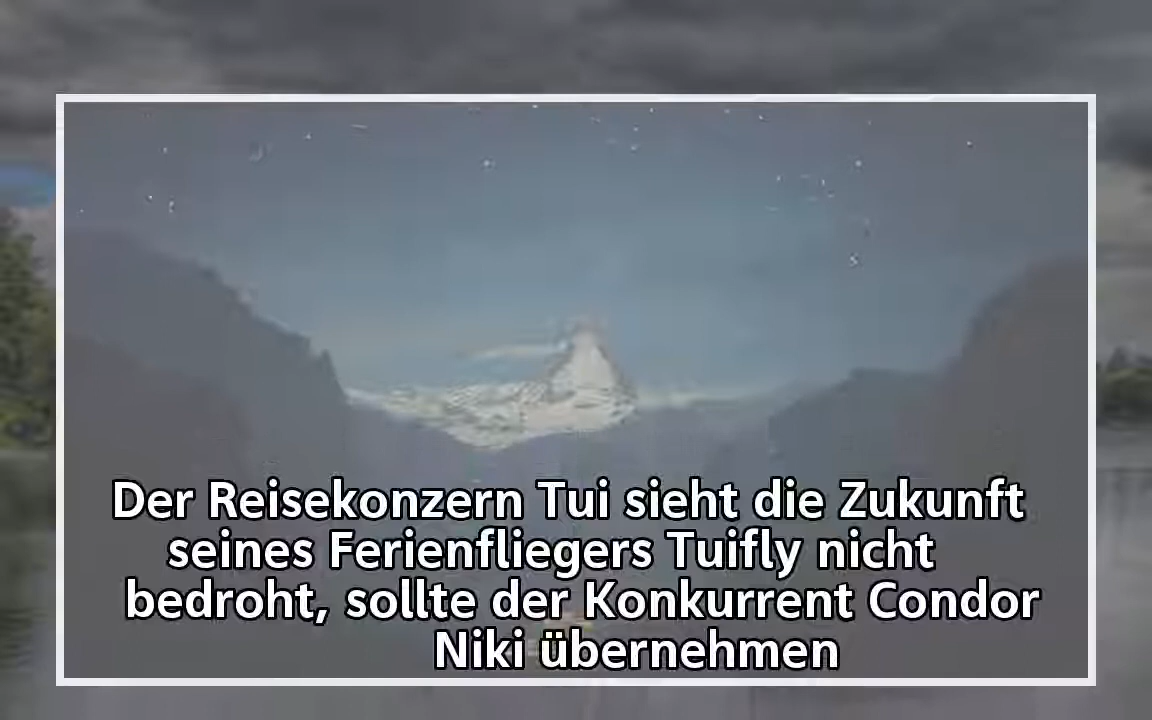 Der Reisekonzern Tui sieht die Zukunft
seines Ferienfliegers Tuifly nicht
bedroht, sollte der Konkurrent Condor
Niki übernehmen